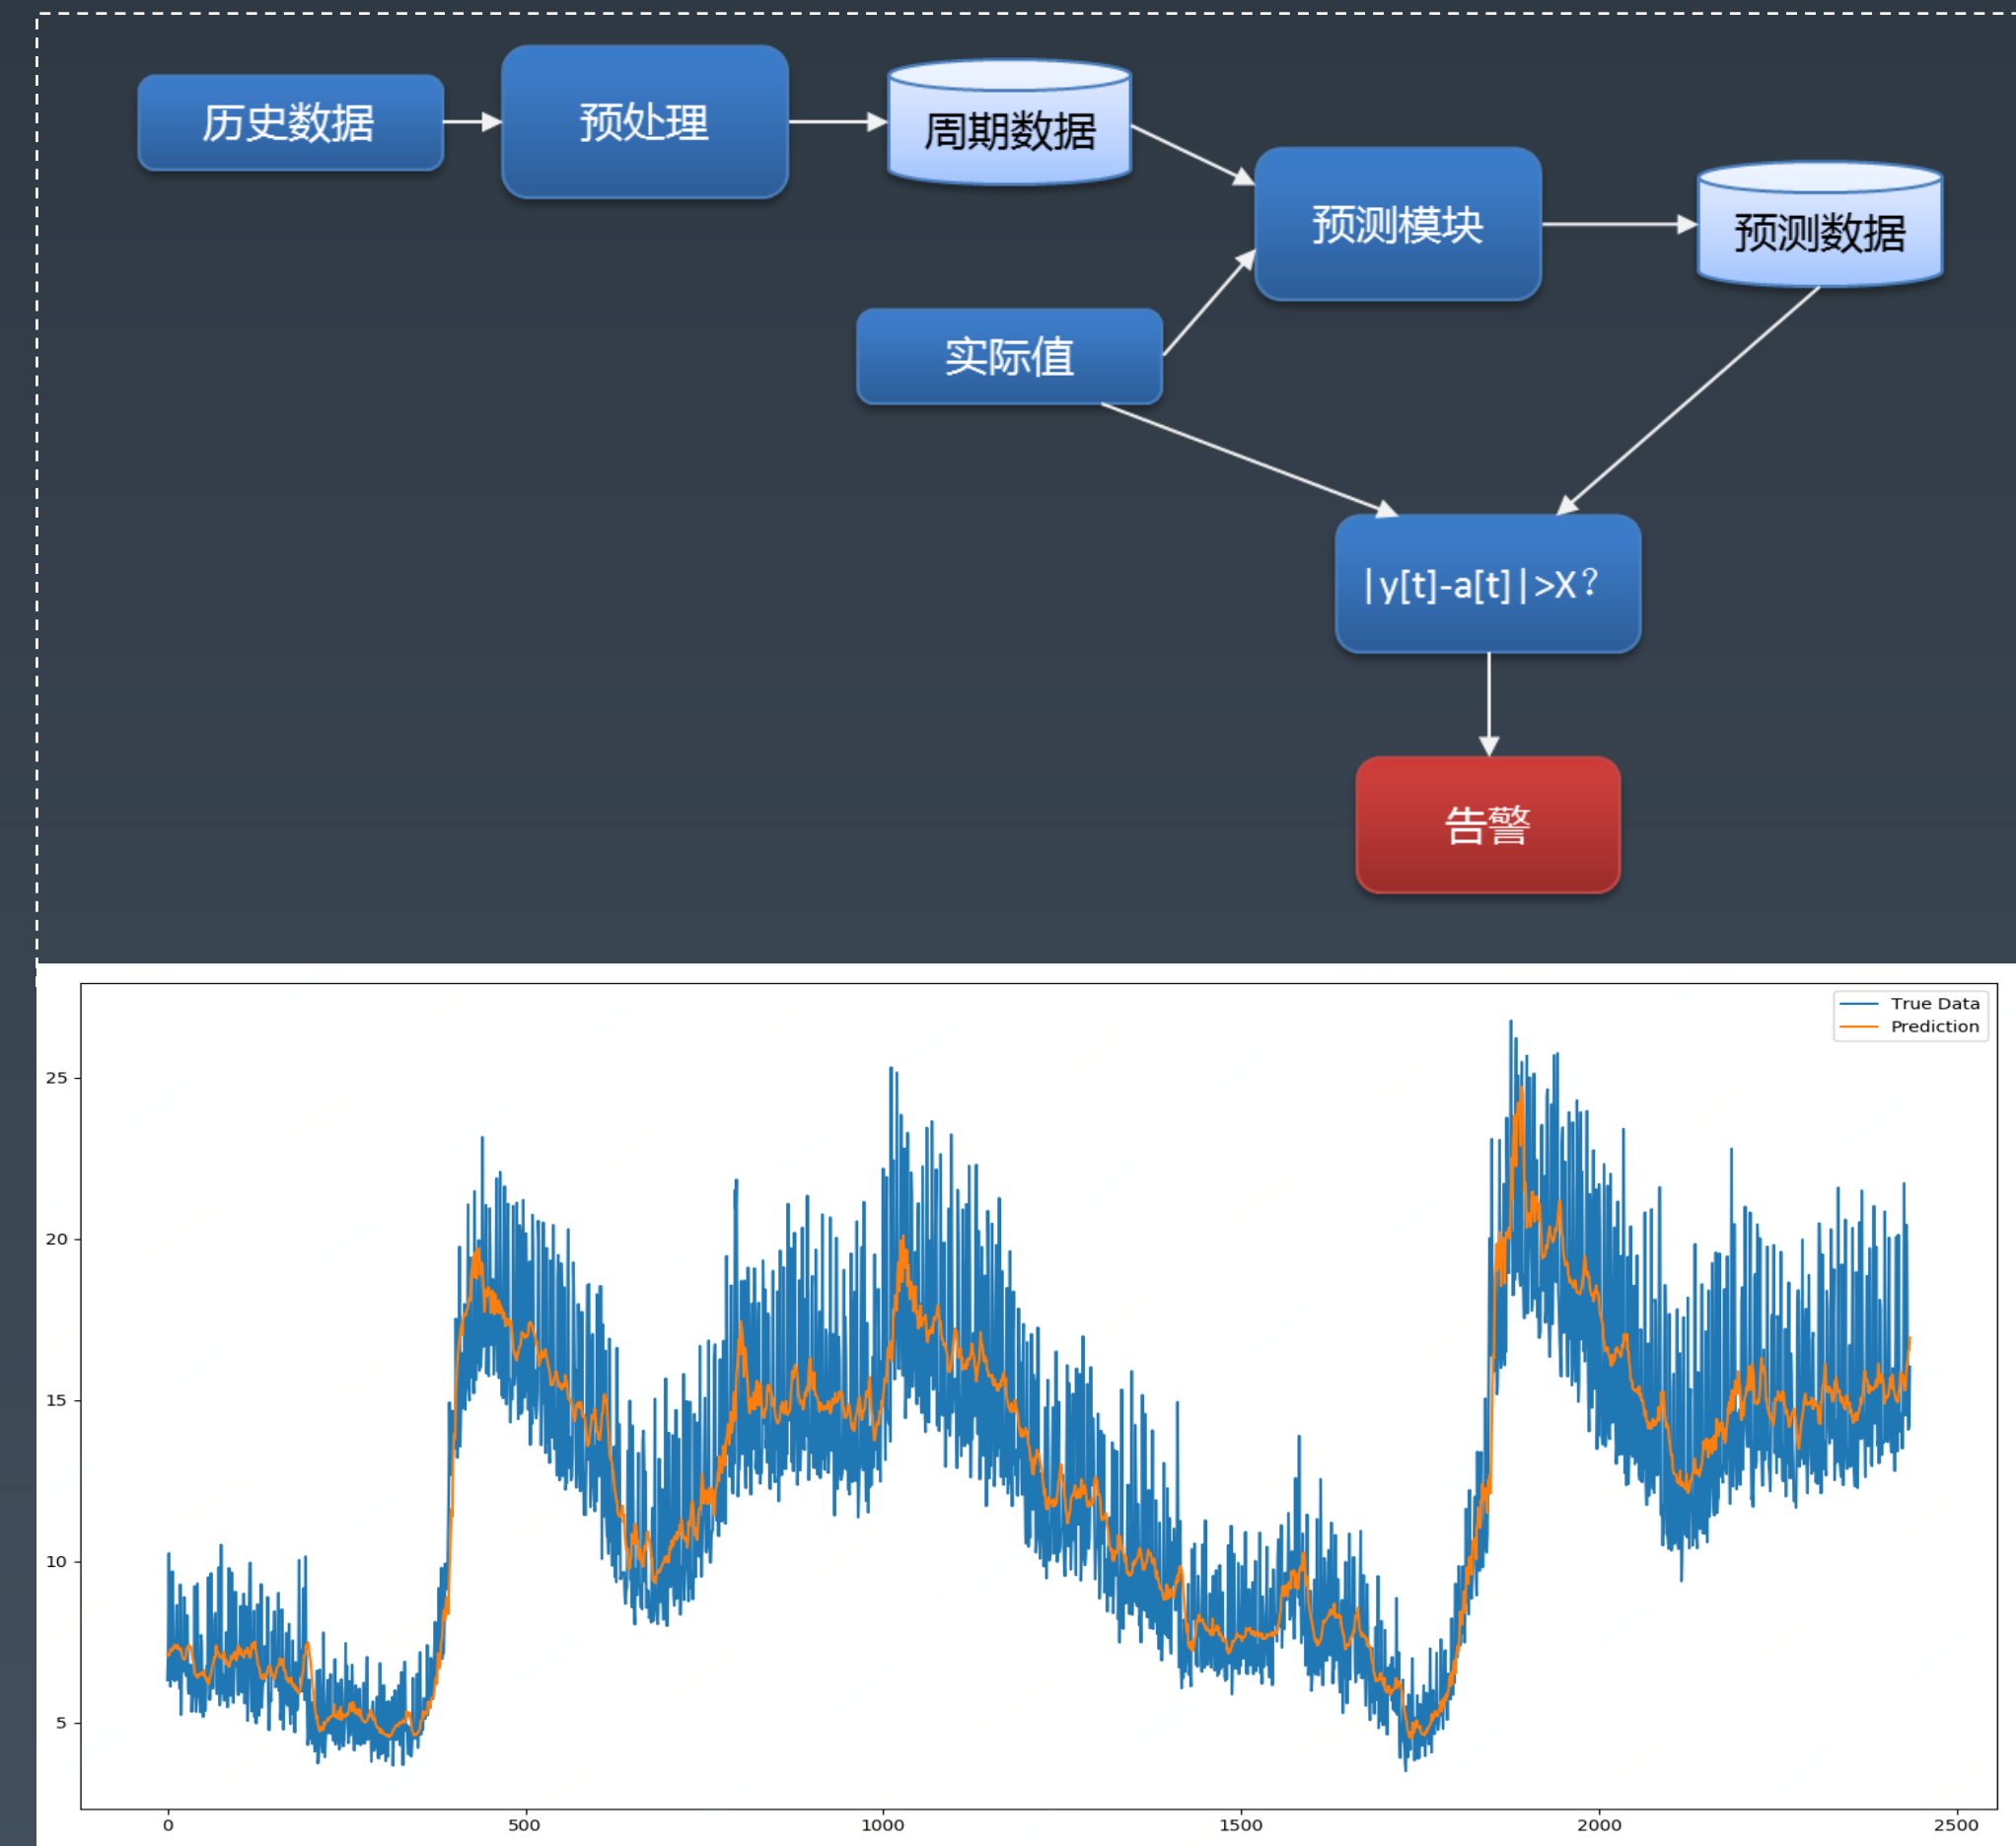 历史数据
预处理
周期数据
预测模块
预测数据
实际值
|y[t]-a[t]|>X?
告警
True Data
Prediction
25
20
15
10
5
0
500
1000
1500
2000
2500